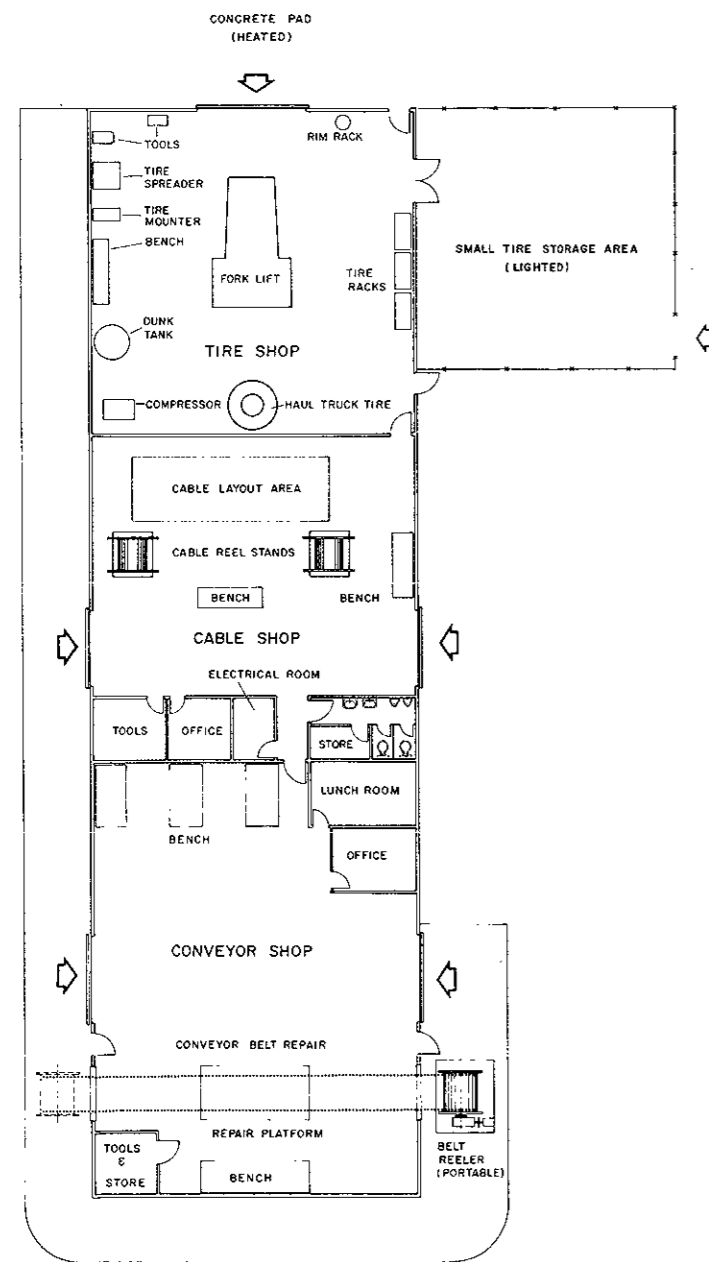 CONCRETE PAD
(HEATED)
TOOLS
RIM RACK
TIRE
SPREADER
TIRE
MOUNTER
BENCH
FORK LIFT
TIRE
RACKS
SMALL TIRE STORAGE AREA
(LIGHTED)
DUNK
TANK
TIRE SHOP
COMPRESSOR
HAUL TRUCK TIRE
CABLE LAYOUT AREA
CABLE REEL STANDS
BENCH
BENCH
CABLE SHOP
ELECTRICAL ROOM
TOOLS
OFFICE
STORE
LUNCH ROOM
BENCH
OFFICE
CONVEYOR SHOP
CONVEYOR BELT REPAIR
REPAIR PLATFORM
TOOLS
&
STORE
BENCH
BELT
REELER
(PORTABLE)